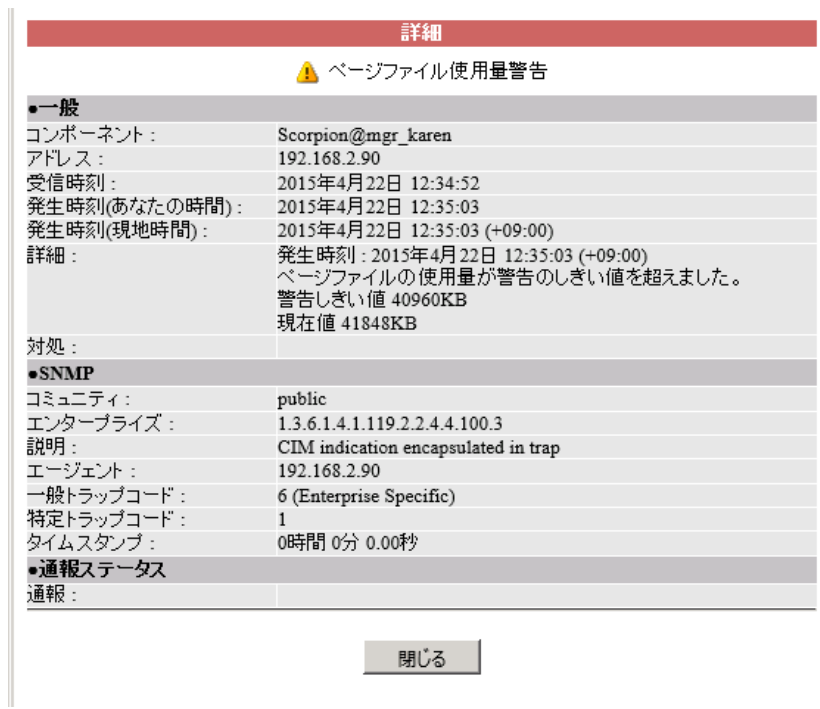 詳細
ページファイル使用量警告
●一般
コンポーネント : Scorpion@mgr_karen
アドレス : 192.168.2.90
受信時刻 : 2015年4月22日 12:34:52
発生時刻(あなたの時間) : 2015年4月22日 12:35:03
発生時刻(現地時間) : 2015年4月22日 12:35:03 (+09:00)
詳細 : 発生時刻 : 2015年4月22日 12:35:03 (+09:00)
ページファイルの使用量が警告のしきい値を超えました。
警告しきい値 40960KB
現在値 41848KB
対処 :
●SNMP
コミュニティ : public
エンタープライズ : 1.3.6.1.4.1.119.2.2.4.4.100.3
説明 : CIM indication encapsulated in trap
エージェント : 192.168.2.90
一般トラップコード : 6 (Enterprise Specific)
特定トラップコード : 1
タイムスタンプ : 0時間 0分 0.00秒
●通報ステータス
通報 :
閉じる